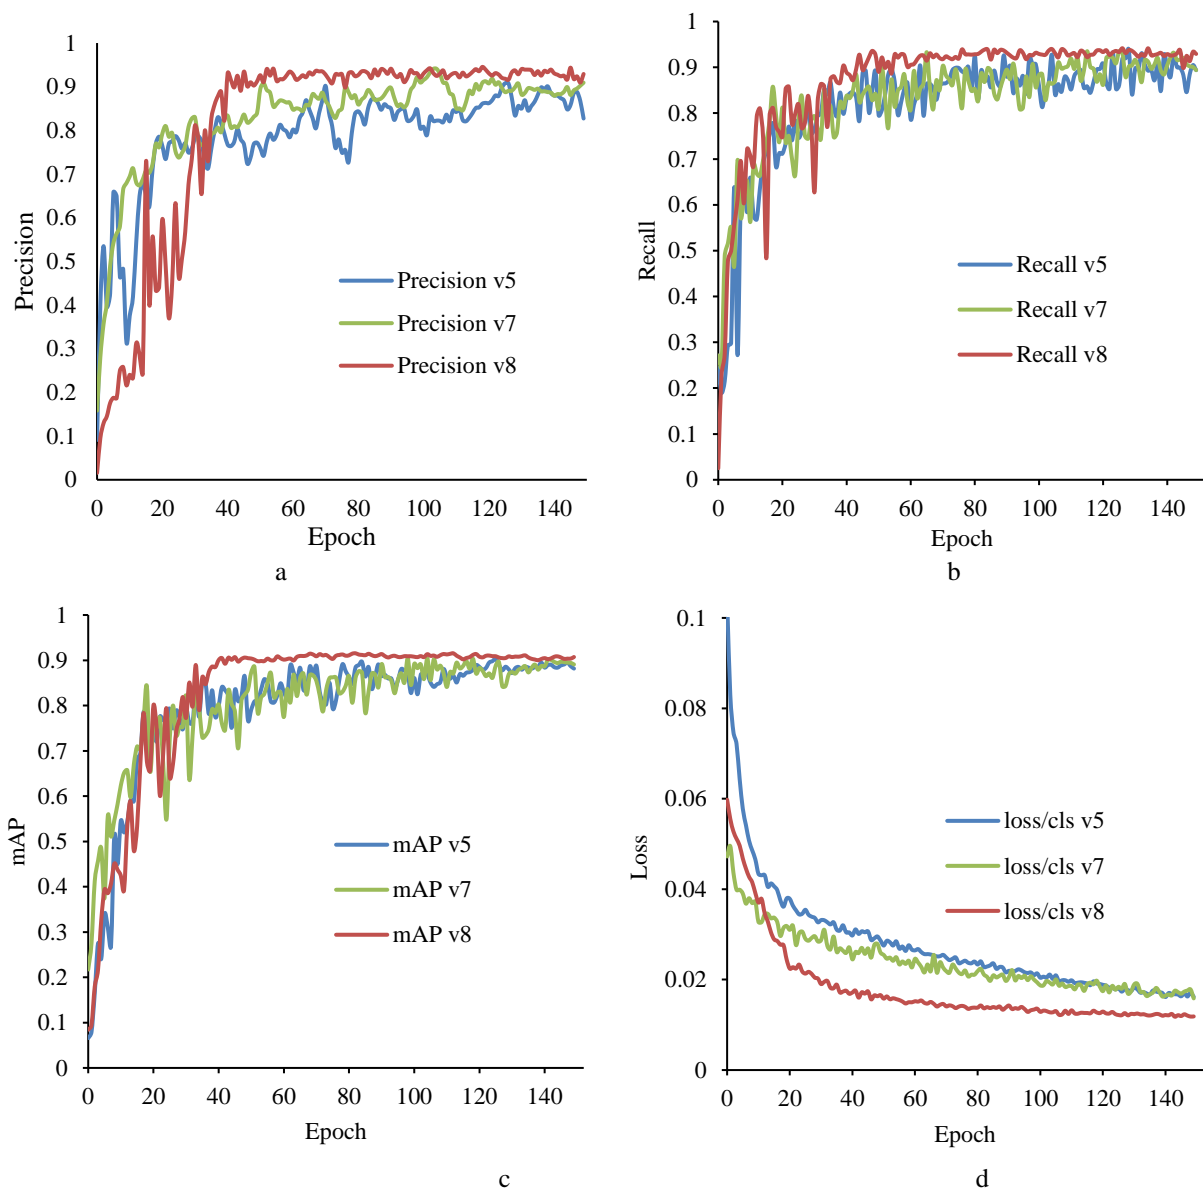 1
0.9
0.8
0.7
0.6
0.5
0.4
0.3
0.2
0.1
0
Precision
Precision v5
Precision v7
Precision v8
0 20 40 60 80 100 120 140
Epoch
a
1
0.9
0.8
0.7
0.6
0.5
0.4
0.3
0.2
0.1
0
Recall
Recall v5
Recall v7
Recall v8
0 20 40 60 80 100 120 140
Epoch
b
1
0.9
0.8
0.7
0.6
0.5
0.4
0.3
0.2
0.1
0
mAP
mAP v5
mAP v7
mAP v8
0 20 40 60 80 100 120 140
Epoch
c
0.1
0.08
0.06
0.04
0.02
0
Loss
loss/cls v5
loss/cls v7
loss/cls v8
0 20 40 60 80 100 120 140
Epoch
d